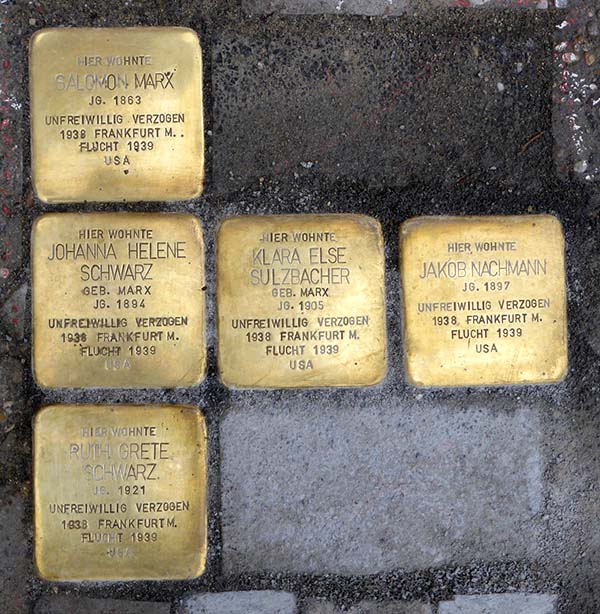 HIER WOHNTE
SALOMON MARX
JG. 1863
UNFREIWILLIG VERZOGEN
1938 FRANKFURT M.
FLUCHT 1939
USA
HIER WOHNTE
JOHANNA HELENE
SCHWARZ
GEB. MARX
JG. 1894
UNFREIWILLIG VERZOGEN
1938 FRANKFURT M.
FLUCHT 1939
USA
HIER WOHNTE
KLARA ELSE
SULZBACHER
GEB. MARX
JG. 1905
UNFREIWILLIG VERZOGEN
1938 FRANKFURT M.
FLUCHT 1939
USA
HIER WOHNTE
JAKOB NACHMANN
JG. 1897
UNFREIWILLIG VERZOGEN
1938 FRANKFURT M.
FLUCHT 1939
USA
HIER WOHNTE
RUTH GRETE
SCHWARZ
JG. 1921
UNFREIWILLIG VERZOGEN
1938 FRANKFURT M.
FLUCHT 1939
USA